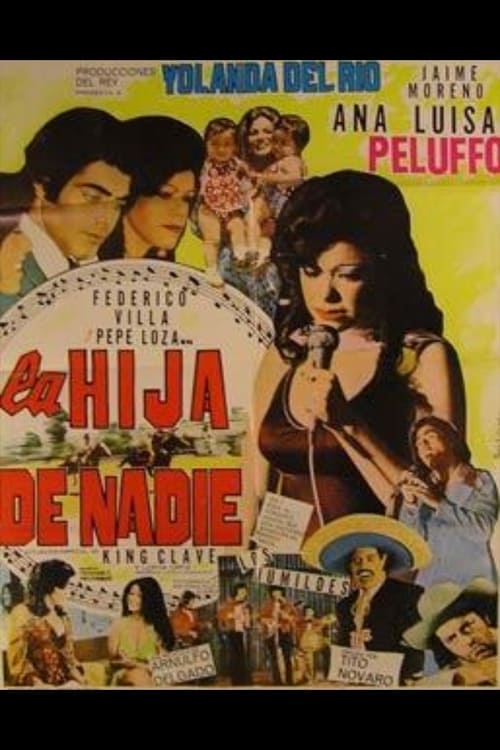 PRODUCCIONES
DEL REY
PRESENTA A
YOLANDA DEL RIO
JAIME
MORENO
ANA LUISA
PELUFFO
FEDERICO
VILLA
Y PEPE LOZA..
La HIJA
DE NADIE
KING CLAVE
LOS
HUMILDES
ARNULFO
DELGADO
TITO
NOVARO